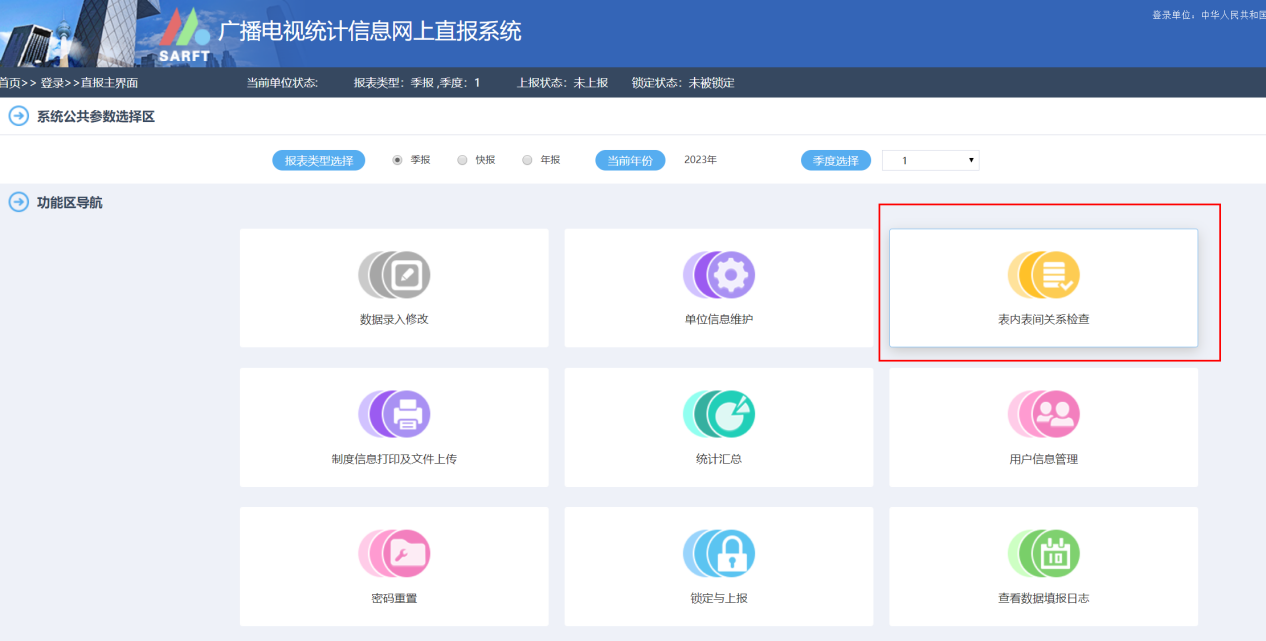 登录单位：中华人民共和国
SARFT 广播电视统计信息网上直报系统
首页>> 登录>>直报主界面 当前单位状态: 报表类型：季报 ,季度：1 上报状态：未上报 锁定状态：未被锁定
系统公共参数选择区
报表类型选择 季报 快报 年报 当前年份 2023年 季度选择 1
功能区导航
数据录入修改 单位信息维护 表内表间关系检查
制度信息打印及文件上传 统计汇总 用户信息管理
10
密码重置 锁定与上报 查看数据填报日志